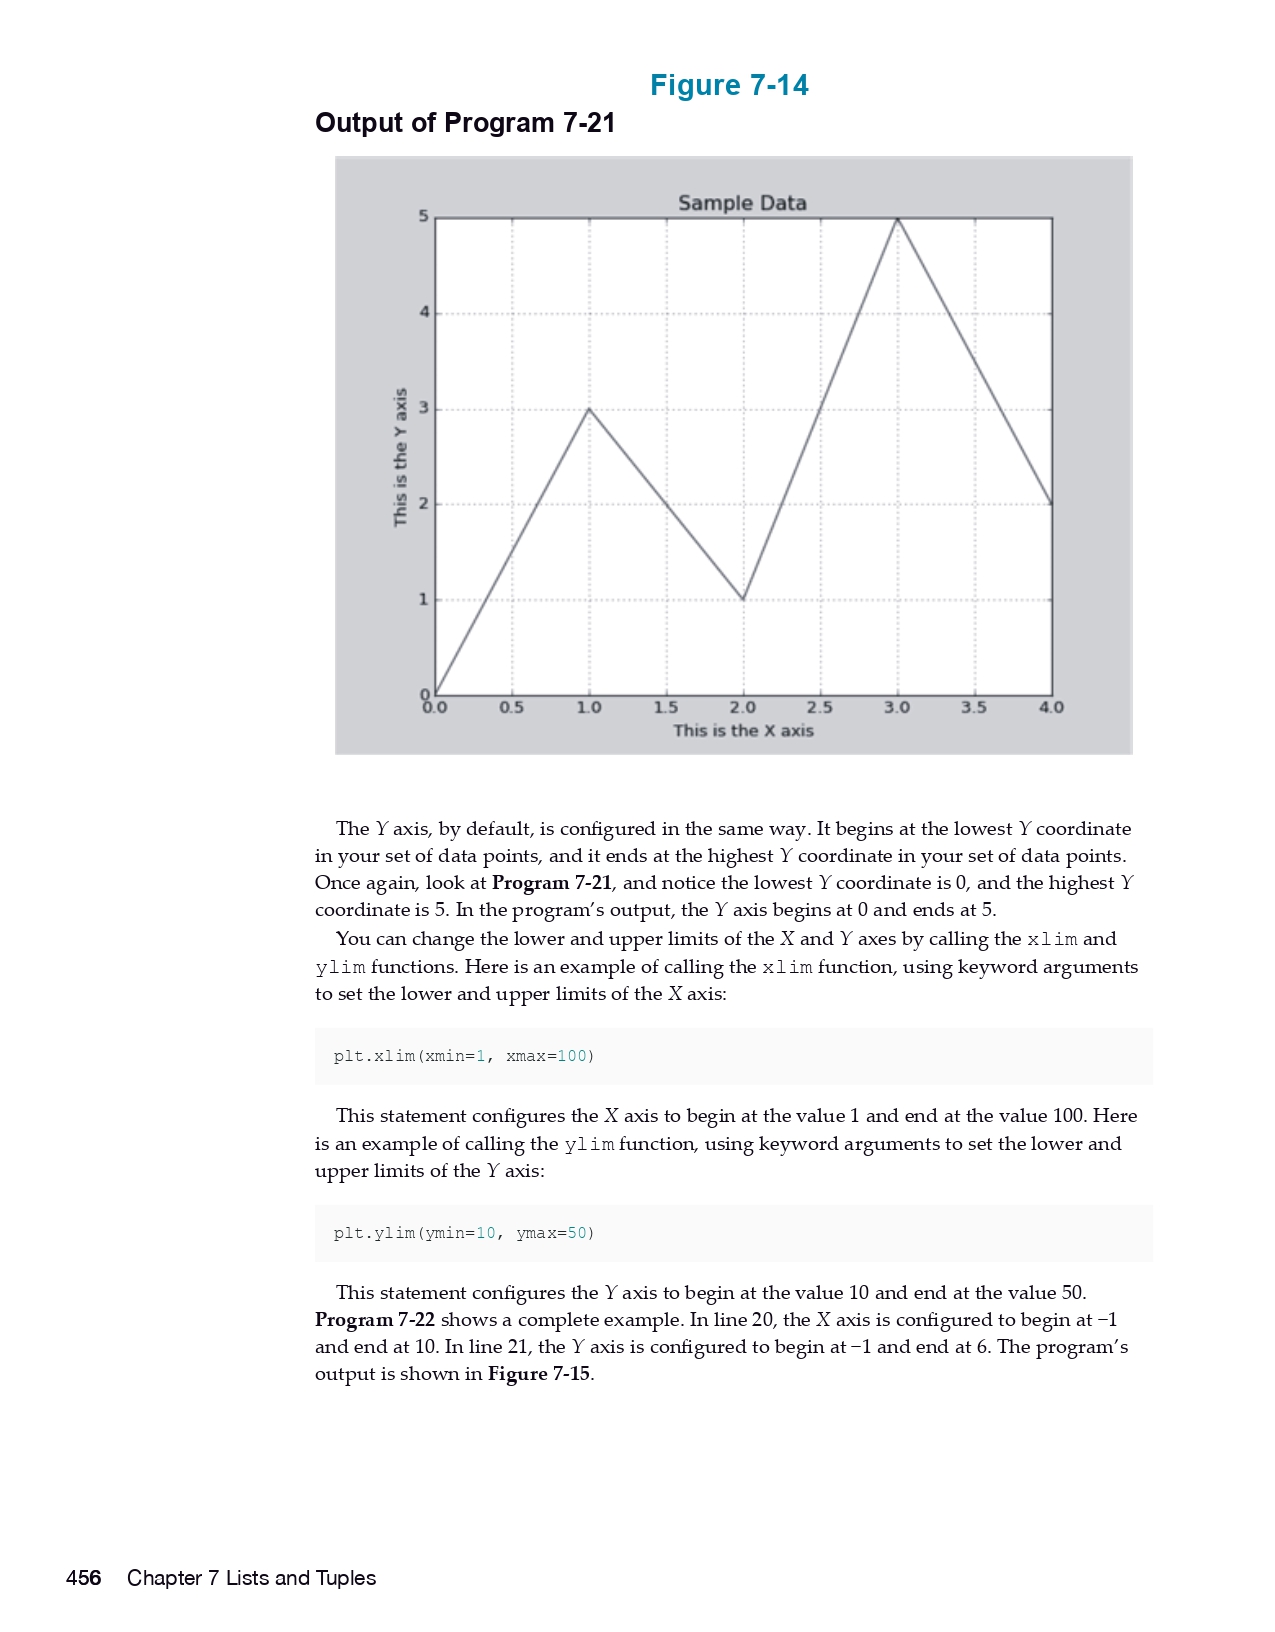 Figure 7-14
Output of Program 7-21
Sample Data
5
4
3
2
1
0
This is the Y axis
0.0 0.5 1.0 1.5 2.0 2.5 3.0 3.5 4.0
This is the X axis
The Y axis, by default, is configured in the same way. It begins at the lowest Y coordinate
in your set of data points, and it ends at the highest Y coordinate in your set of data points.
Once again, look at Program 7-21, and notice the lowest Y coordinate is 0, and the highest Y
coordinate is 5. In the program’s output, the Y axis begins at 0 and ends at 5.
You can change the lower and upper limits of the X and Y axes by calling the xlim and
ylim functions. Here is an example of calling the xlim function, using keyword arguments
to set the lower and upper limits of the X axis:
plt.xlim(xmin=1, xmax=100)
This statement configures the X axis to begin at the value 1 and end at the value 100. Here
is an example of calling the ylim function, using keyword arguments to set the lower and
upper limits of the Y axis:
plt.ylim(ymin=10, ymax=50)
This statement configures the Y axis to begin at the value 10 and end at the value 50.
Program 7-22 shows a complete example. In line 20, the X axis is configured to begin at −1
and end at 10. In line 21, the Y axis is configured to begin at −1 and end at 6. The program’s
output is shown in Figure 7-15.
456 Chapter 7 Lists and Tuples